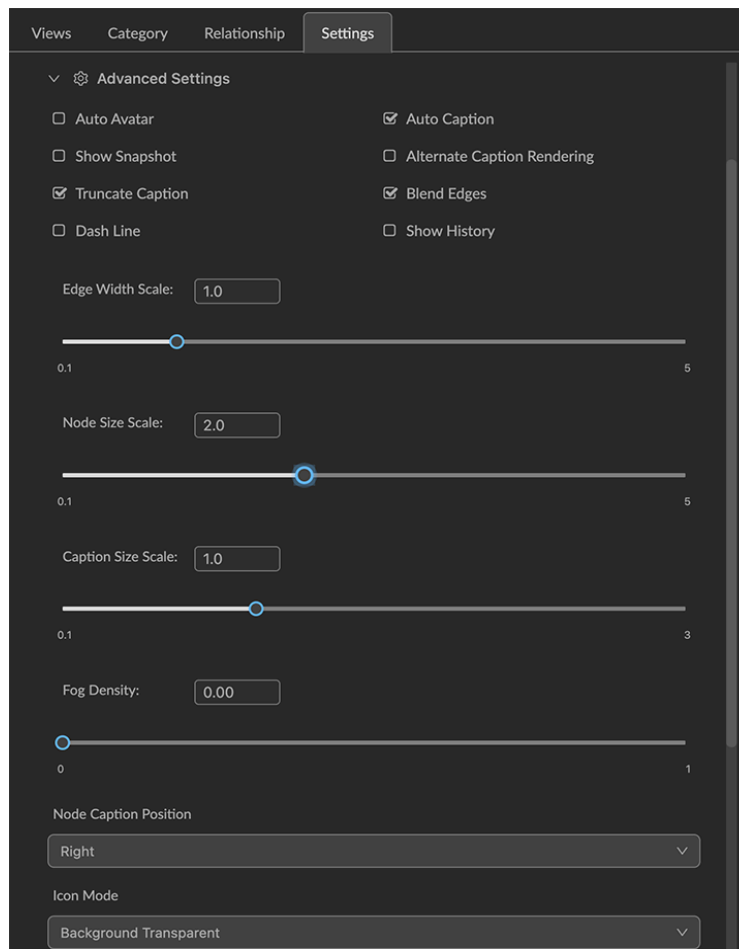 Views Category Relationship Settings
Advanced Settings
Auto Avatar Auto Caption
Show Snapshot Alternate Caption Rendering
Truncate Caption Blend Edges
Dash Line Show History
Edge Width Scale: 1.0
0.1 5
Node Size Scale: 2.0
0.1 5
Caption Size Scale: 1.0
0.1 3
Fog Density: 0.00
0 1
Node Caption Position
Right
Icon Mode
Background Transparent